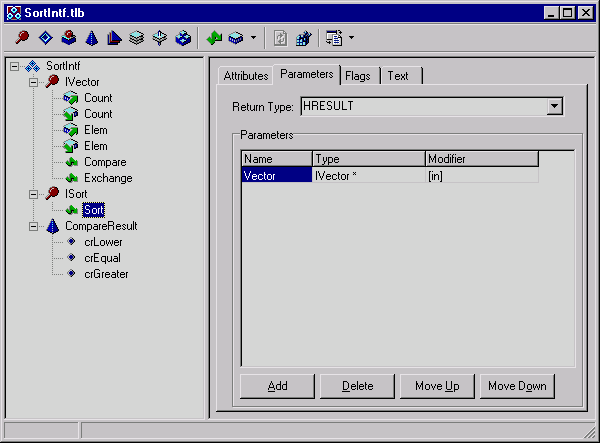 SortIntf.tlb
SortIntf
IVector
Count
Count
Elem
Elem
Compare
Exchange
ISort
Sort
CompareResult
crLower
crEqual
crGreater
Attributes Parameters Flags Text
Return Type: HRESULT
Parameters
Name Type Modifier
Vector IVector * [in]
Add Delete Move Up Move Down